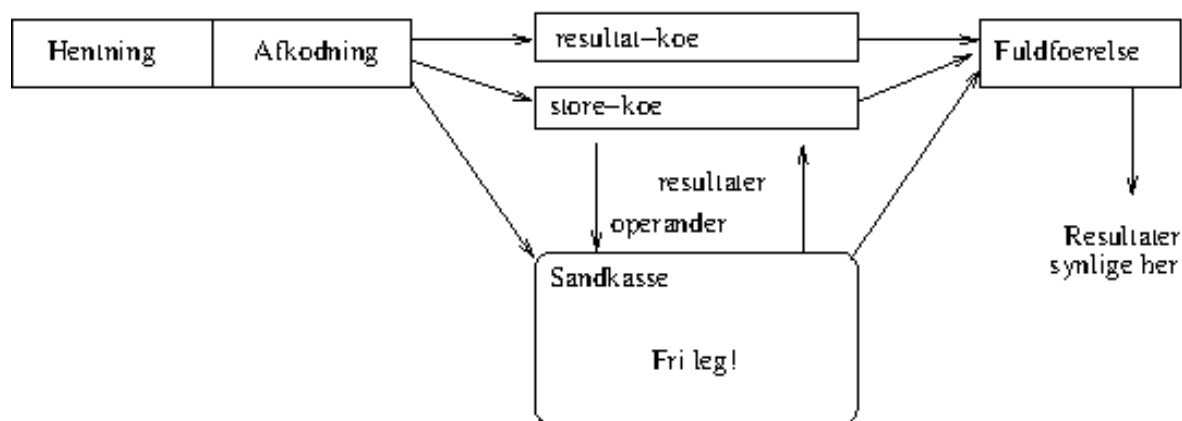 Hentning
Afkodning
resultat-koe
Fuldfoerelse
store-koe
resultater
operander
Resultater
synlige her
Sandkasse
Fri leg!